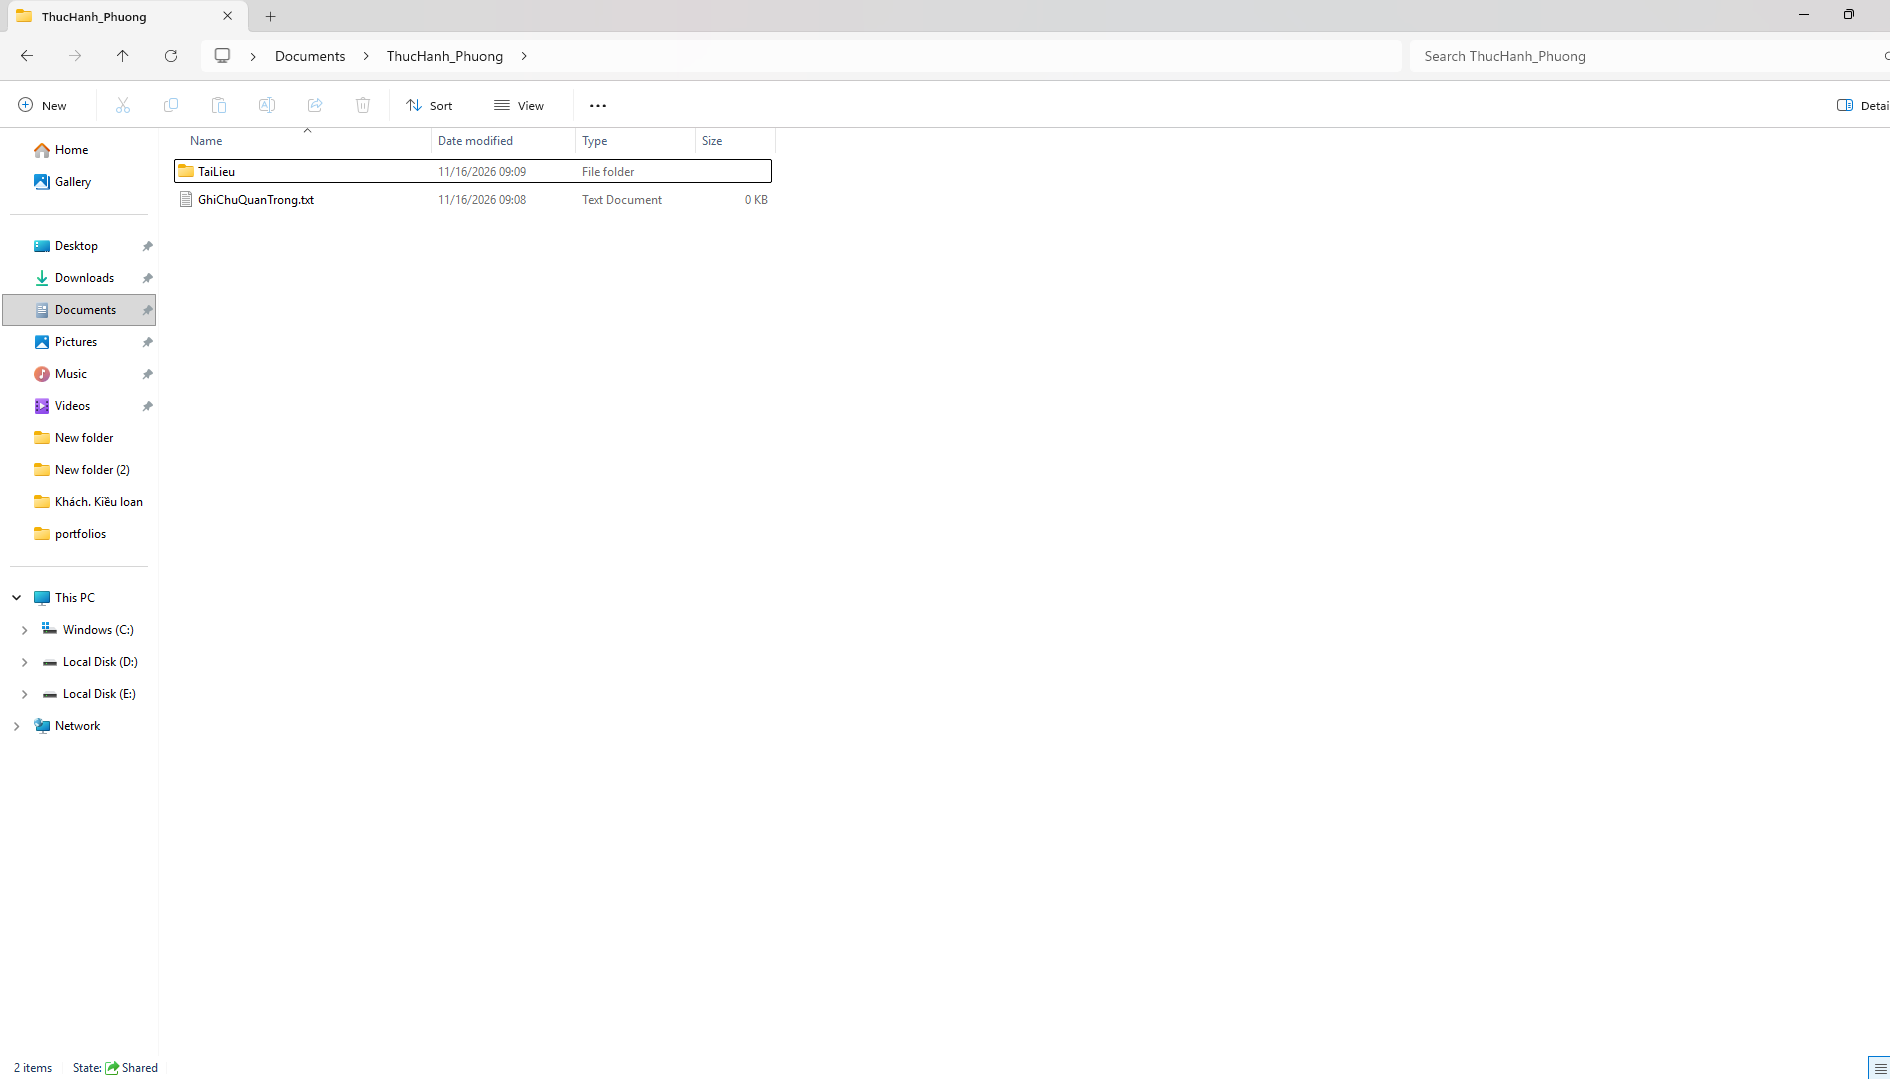 ThucHanh_Phuong
Documents
ThucHanh_Phuong
Search ThucHanh_Phuong
New
Sort
View
Detai
Home
Gallery
Desktop
Downloads
Documents
Pictures
Music
Videos
New folder
New folder (2)
Khách. Kiều loan
portfolios
This PC
Windows (C:)
Local Disk (D:)
Local Disk (E:)
Network
Name Date modified Type Size
TaiLieu 11/16/2026 09:09 File folder
GhiChuQuanTrong.txt 11/16/2026 09:08 Text Document 0 KB
2 items State: Shared